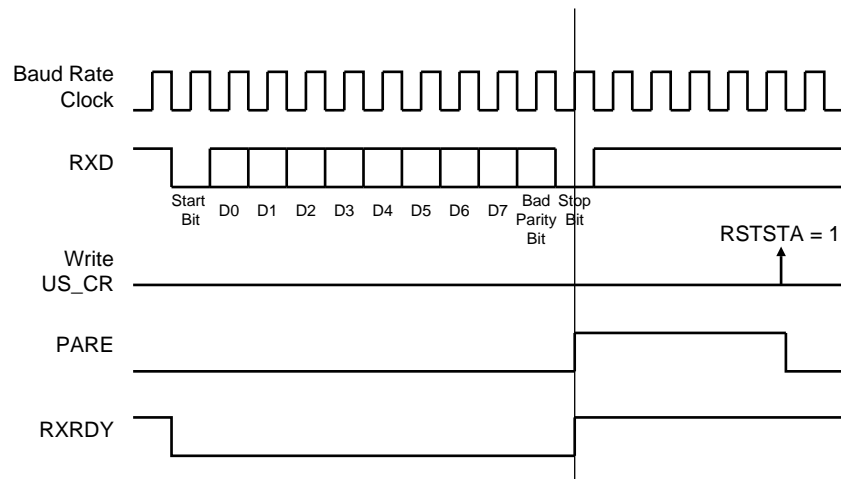 Baud Rate
Clock
RXD
Start
Bit
D0 D1 D2 D3 D4 D5 D6 D7
Bad
Parity
Bit
Stop
Bit
RSTSTA = 1
Write
US_CR
PARE
RXRDY